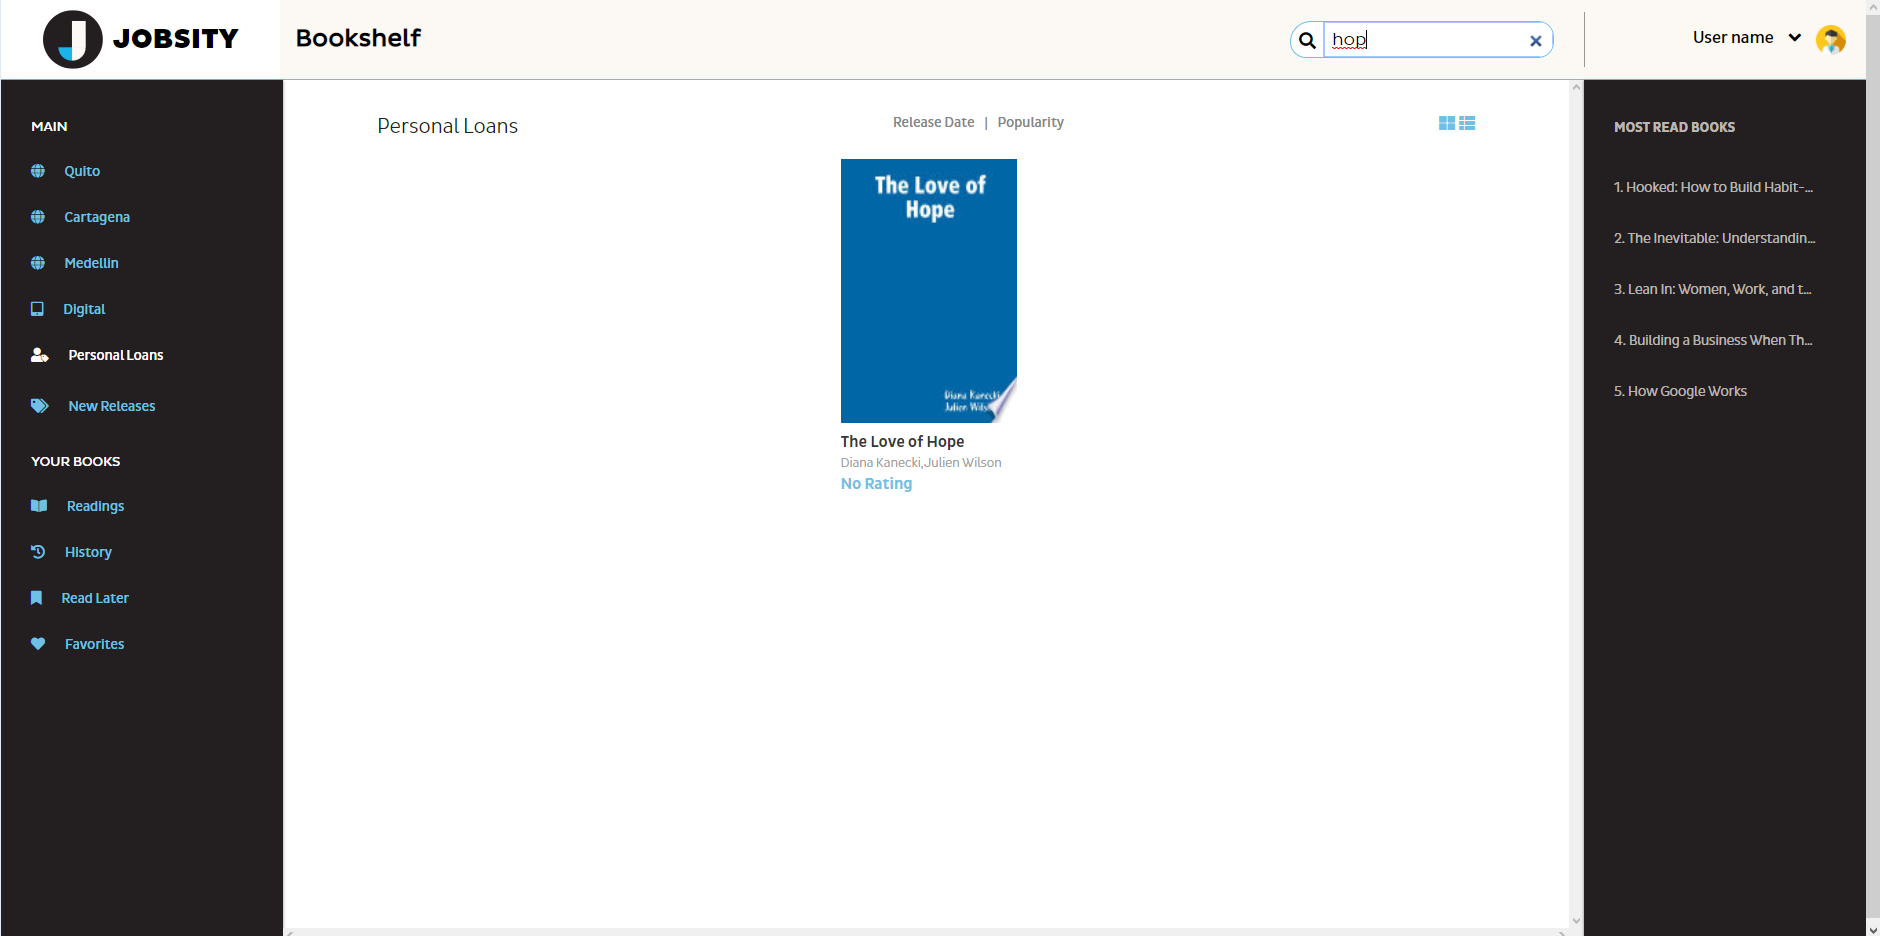 JOBSITY
Bookshelf
hop
User name
MAIN
Quito
Cartagena
Medellin
Digital
Personal Loans
New Releases
YOUR BOOKS
Readings
History
Read Later
Favorites
Personal Loans
Release Date | Popularity
The Love of
Hope
Diana Kanecki
Julien Wils
The Love of Hope
Diana Kanecki,Julien Wilson
No Rating
MOST READ BOOKS
1. Hooked: How to Build Habit-...
2. The Inevitable: Understandin...
3. Lean In: Women, Work, and t...
4. Building a Business When Th...
5. How Google Works